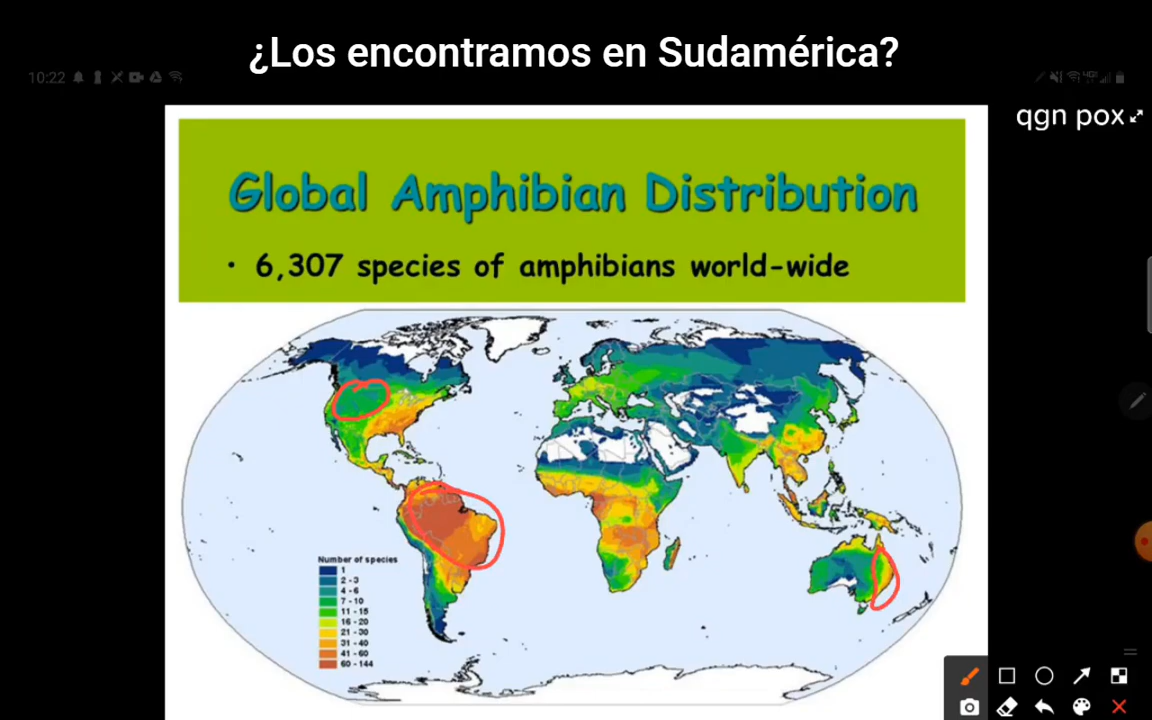 ¿Los encontramos en Sudamérica?
10:22
qgn pox
Global Amphibian Distribution
• 6,307 species of amphibians world-wide
Number of species
1
2 - 3
4 - 6
7 - 10
11 - 15
16 - 20
21 - 30
31 - 40
41 - 60
60 - 144